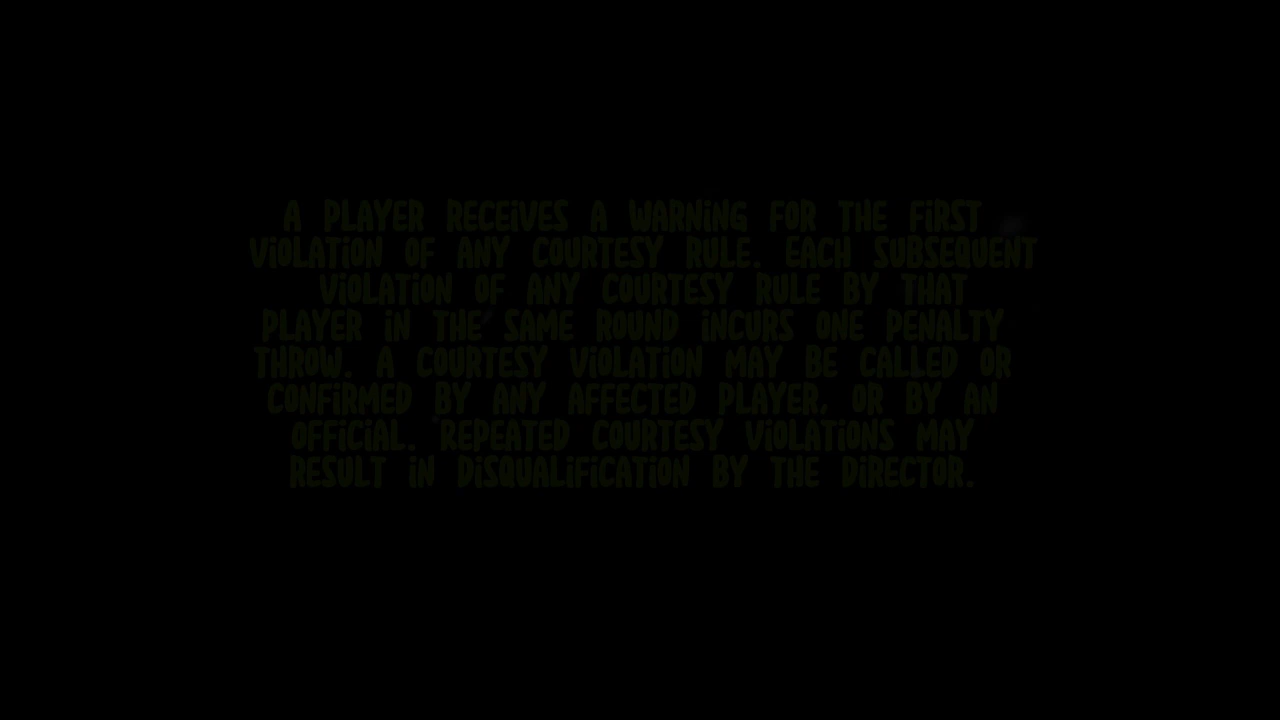 A PLAYER RECEIVES A WARNING FOR THE FIRST
VIOLATION OF ANY COURTESY RULE. EACH SUBSEQUENT
VIOLATION OF ANY COURTESY RULE BY THAT
PLAYER IN THE SAME ROUND INCURS ONE PENALTY
THROW. A COURTESY VIOLATION MAY BE CALLED OR
CONFIRMED BY ANY AFFECTED PLAYER, OR BY AN
OFFICIAL. REPEATED COURTESY VIOLATIONS MAY
RESULT IN DISQUALIFICATION BY THE DIRECTOR.